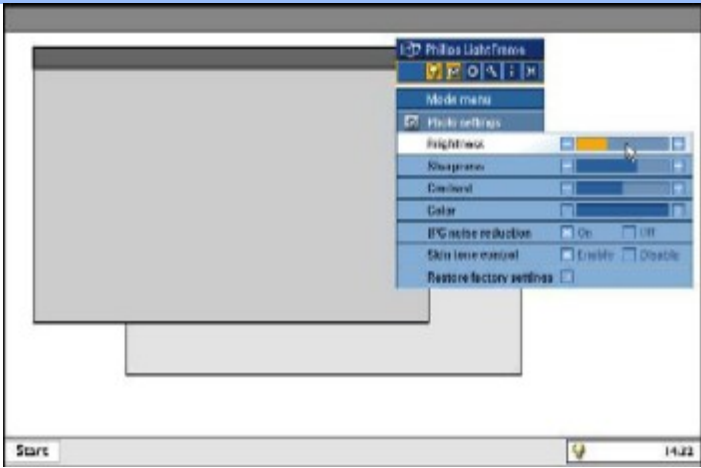 Philips LightFrame
Mode menu
Photo settings
Brightness
Sharpness
Contrast
Color
JPG noise reduction On Off
Skin tone control Enable Disable
Restore factory settings
Start 14:22